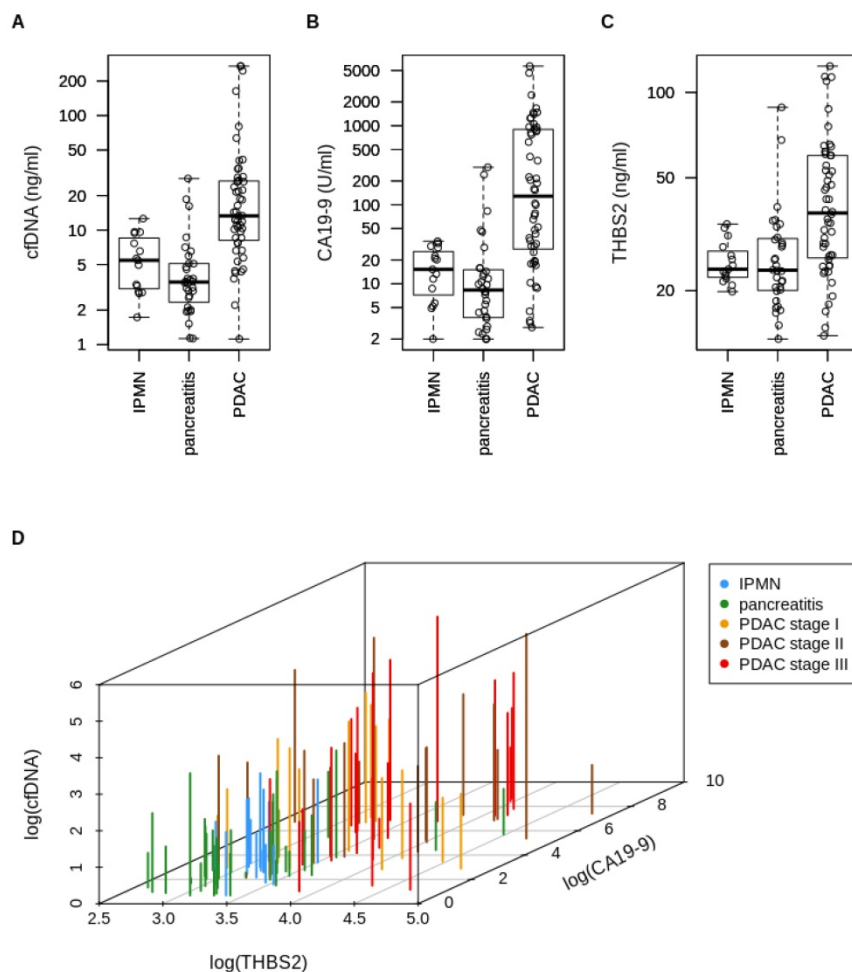 A
B
C
cfDNA (ng/ml)
200
100
50
20
10
5
2
1
IPMN
pancreatitis
PDAC
CA19-9 (U/ml)
5000
2000
1000
500
200
100
50
20
10
5
2
IPMN
pancreatitis
PDAC
THBS2 (ng/ml)
100
50
20
IPMN
pancreatitis
PDAC
D
IPMN
pancreatitis
PDAC stage I
PDAC stage II
PDAC stage III
log(cfDNA)
6
5
4
3
2
1
0
2.5
3.0
3.5
4.0
4.5
5.0
log(THBS2)
0
2
4
6
8
10
log(CA19-9)